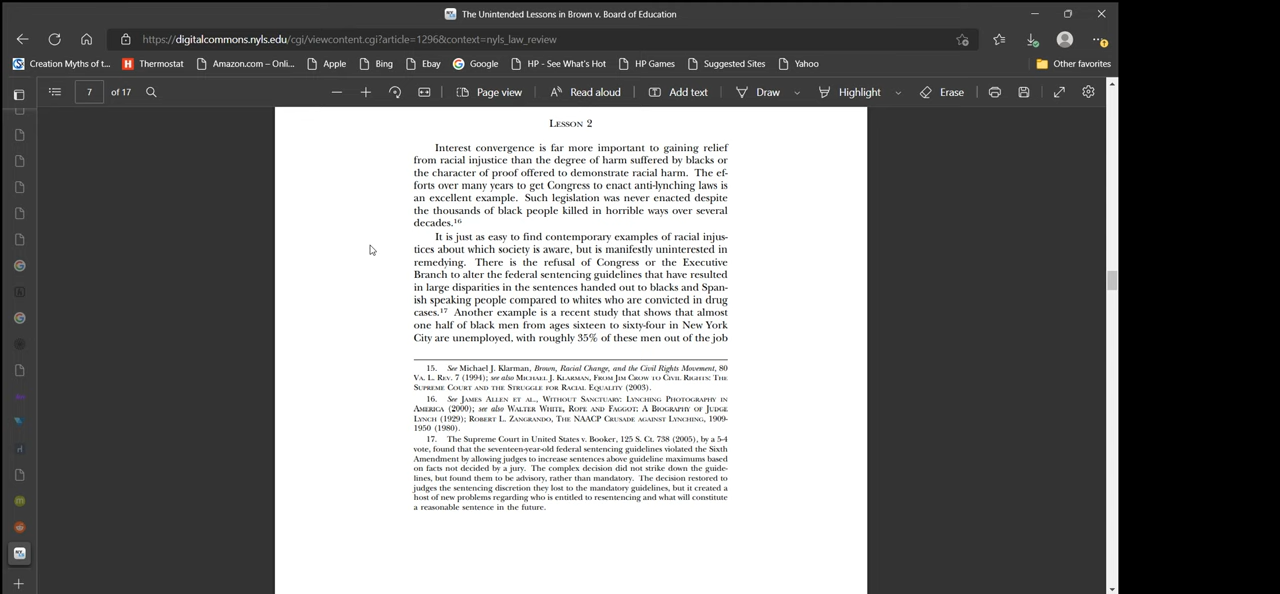 The Unintended Lessons in Brown v. Board of Education
https://digitalcommons.nyls.edu/cgi/viewcontent.cgi?article=1296&context=nyls_law_review
Creation Myths of t... Thermostat Amazon.com – Onli... Apple Bing Ebay Google HP - See What's Hot HP Games Suggested Sites Yahoo Other favorites
7 of 17 Page view Read aloud Add text Draw Highlight Erase
LESSON 2
Interest convergence is far more important to gaining relief
from racial injustice than the degree of harm suffered by blacks or
the character of proof offered to demonstrate racial harm. The ef-
forts over many years to get Congress to enact anti-lynching laws is
an excellent example. Such legislation was never enacted despite
the thousands of black people killed in horrible ways over several
decades.16
It is just as easy to find contemporary examples of racial injus-
tices about which society is aware, but is manifestly uninterested in
remedying. There is the refusal of Congress or the Executive
Branch to alter the federal sentencing guidelines that have resulted
in large disparities in the sentences handed out to blacks and Span-
ish speaking people compared to whites who are convicted in drug
cases.17 Another example is a recent study that shows that almost
one half of black men from ages sixteen to sixty-four in New York
City are unemployed, with roughly 35% of these men out of the job
15. See Michael J. Klarman, Brown, Racial Change, and the Civil Rights Movement, 80
VA. L. REV. 7 (1994); see also MICHAEL J. KLARMAN, FROM JIM CROW TO CIVIL RIGHTS: THE
SUPREME COURT AND THE STRUGGLE FOR RACIAL EQUALITY (2003).
16. See JAMES ALLEN ET AL., WITHOUT SANCTUARY: LYNCHING PHOTOGRAPHY IN
AMERICA (2000); see also WALTER WHITE, ROPE AND FAGGOT: A BIOGRAPHY OF JUDGE
LYNCH (1929); ROBERT L. ZANGRANDO, THE NAACP CRUSADE AGAINST LYNCHING, 1909-
1950 (1980).
17. The Supreme Court in United States v. Booker, 125 S. Ct. 738 (2005), by a 5-4
vote, found that the seventeen-year-old federal sentencing guidelines violated the Sixth
Amendment by allowing judges to increase sentences above guideline maximums based
on facts not decided by a jury. The complex decision did not strike down the guide-
lines, but found them to be advisory, rather than mandatory. The decision restored to
judges the sentencing discretion they lost to the mandatory guidelines, but it created a
host of new problems regarding who is entitled to resentencing and what will constitute
a reasonable sentence in the future.